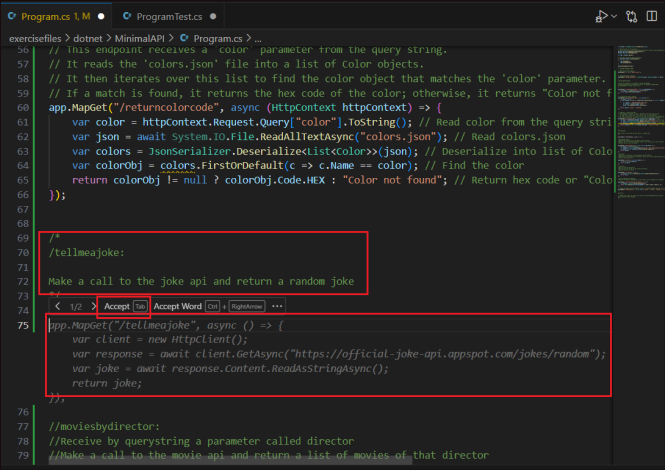 Program.cs 1, M
ProgramTest.cs
exercisefiles > dotnet > MinimalAPI > Program.cs > ...
56 // This endpoint receives a 'color' parameter from the query string.
57 // It reads the 'colors.json' file into a list of Color objects.
58 // It then iterates over this list to find the color object that matches the 'color' parameter.
59 // If a match is found, it returns the hex code of the color; otherwise, it returns "Color not f
60 app.MapGet("/returncolorcode", async (HttpContext httpContext) => {
61 var color = httpContext.Request.Query["color"].ToString(); // Read color from the query stri
62 var json = await System.IO.File.ReadAllTextAsync("colors.json"); // Read colors.json
63 var colors = JsonSerializer.Deserialize<List<Color>>(json); // Deserialize into list of Colo
64 var colorObj = colors.FirstOrDefault(c => c.Name == color); // Find the color
65 return colorObj != null ? colorObj.Code.HEX : "Color not found"; // Return hex code or "Colo
66 });
67
68
69 /*
70 /tellmeajoke:
71
72 Make a call to the joke api and return a random joke
73 */
74 < 1/2 > Accept Tab Accept Word Ctrl + RightArrow ...
75 app.MapGet("/tellmeajoke", async () => {
var client = new HttpClient();
var response = await client.GetAsync("https://official-joke-api.appspot.com/jokes/random");
var joke = await response.Content.ReadAsStringAsync();
return joke;
});
76
77 //moviesbydirector:
78 //Receive by querystring a parameter called director
79 //Make a call to the movie api and return a list of movies of that director